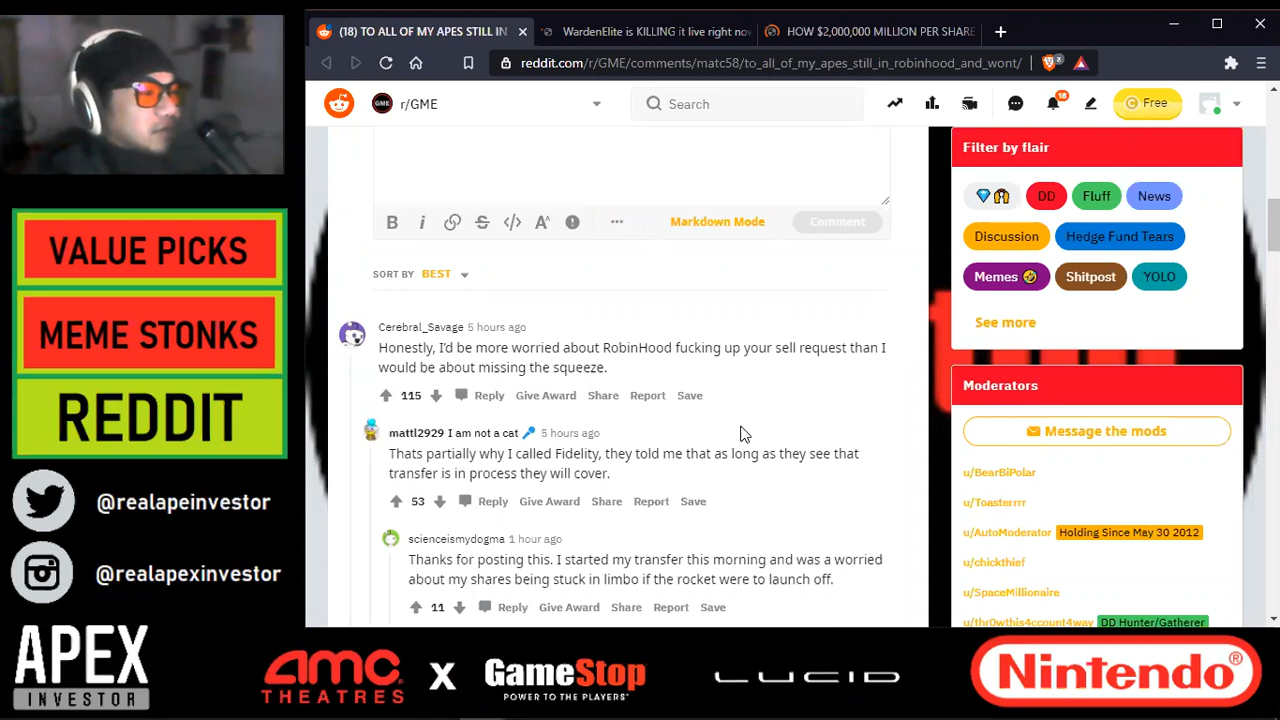 (18) TO ALL OF MY APES STILL IN
WardenElite is KILLING it live right now
HOW $2,000,000 MILLION PER SHARE
reddit.com/r/GME/comments/matc58/to_all_of_my_apes_still_in_robinhood_and_wont/
r/GME
Search
18
Free
B i
Markdown Mode
Comment
SORT BY BEST
Cerebral_Savage 5 hours ago
Honestly, I'd be more worried about RobinHood fucking up your sell request than I
would be about missing the squeeze.
115 Reply Give Award Share Report Save
mattl2929 I am not a cat 5 hours ago
Thats partially why I called Fidelity, they told me that as long as they see that
transfer is in process they will cover.
53 Reply Give Award Share Report Save
scienceismydogma 1 hour ago
Thanks for posting this. I started my transfer this morning and was a worried
about my shares being stuck in limbo if the rocket were to launch off.
11 Reply Give Award Share Report Save
Filter by flair
💎🙌 DD Fluff News
Discussion Hedge Fund Tears
Memes 🤣 Shitpost YOLO
See more
Moderators
Message the mods
u/BearBiPolar
u/Toasterrrr
u/AutoModerator Holding Since May 30 2012
u/chickthief
u/SpaceMillionaire
u/thr0wthis4ccount4way DD Hunter/Gatherer
VALUE PICKS
MEME STONKS
REDDIT
@realapeinvestor
@realapexinvestor
APEX
INVESTOR
amc
THEATRES
X
GameStop
POWER TO THE PLAYERS
LUCID
Nintendo®